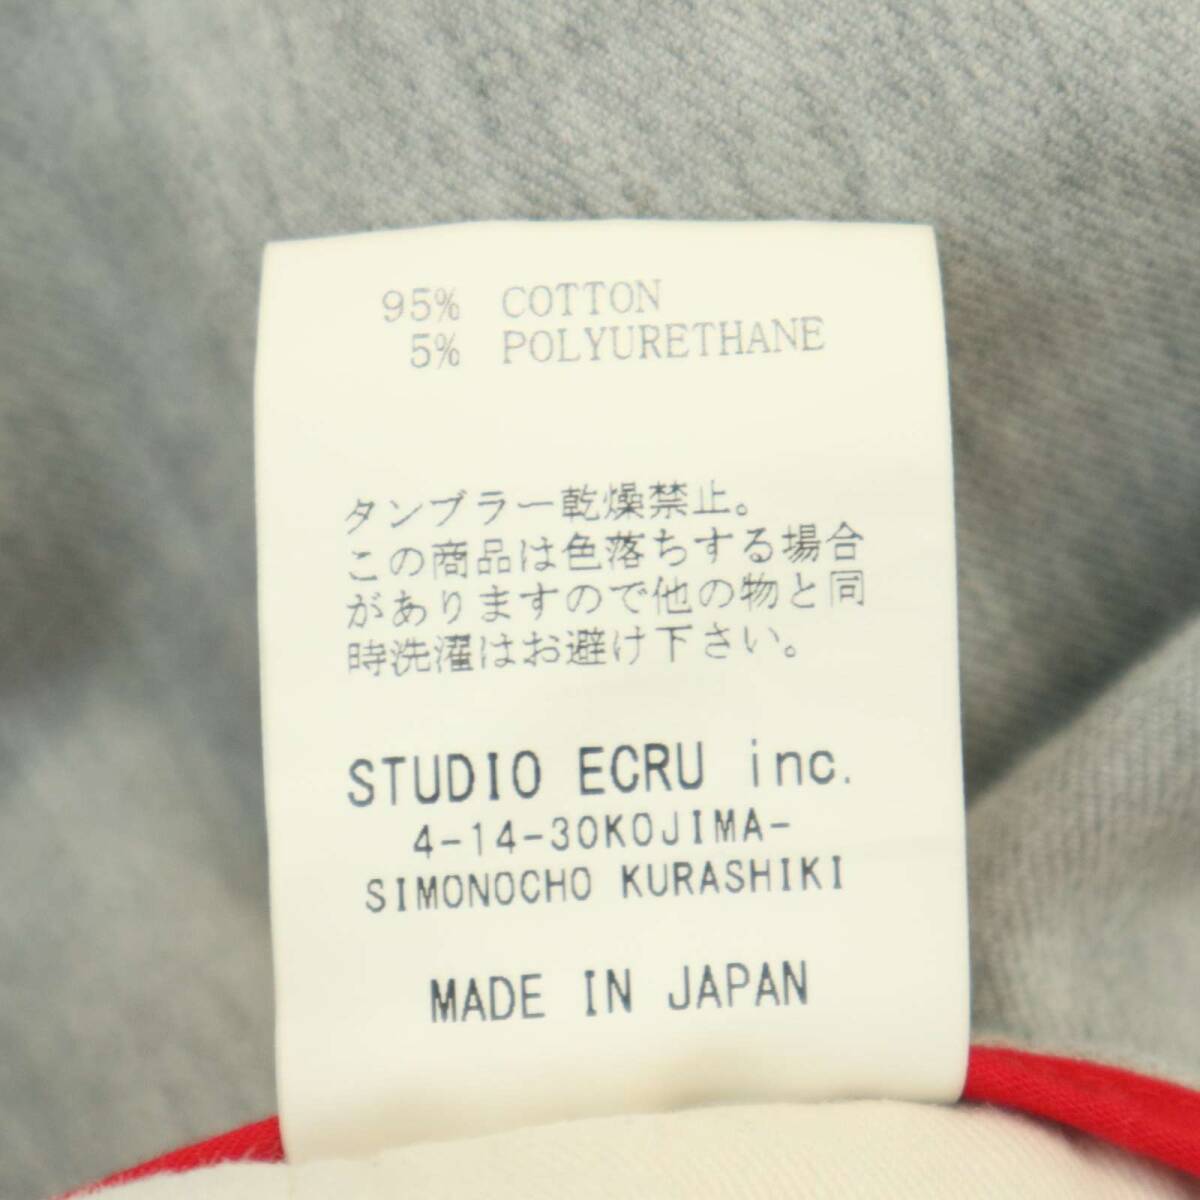 95% COTTON
5% POLYURETHANE
タンブラー乾燥禁止。
この商品は色落ちする場合
がありますので他の物と同
時洗濯はお避け下さい。
STUDIO ECRU inc.
4-14-30KOJIMA-
SIMONOCHO KURASHIKI
MADE IN JAPAN